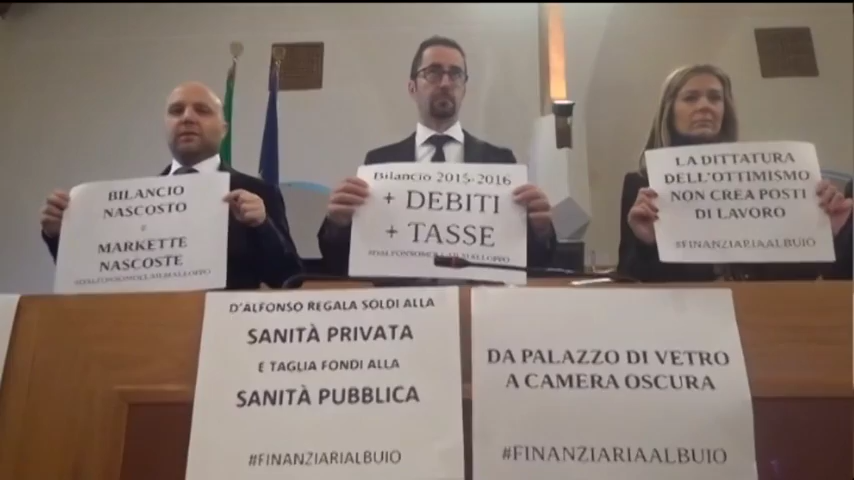 BILANCIO
NASCOSTO
E
MARKETTE
NASCOSTE
Bilancio 2015-2016
+ DEBITI
+ TASSE
LA DITTATURA
DELL'OTTIMISMO
NON CREA POSTI
DI LAVORO
#FINANZIARIAALBUIO
D'ALFONSO REGALA SOLDI ALLA
SANITÀ PRIVATA
E TAGLIA FONDI ALLA
SANITÀ PUBBLICA
#FINANZIARIALBUIO
DA PALAZZO DI VETRO
A CAMERA OSCURA
#FINANZIARIAALBUIO